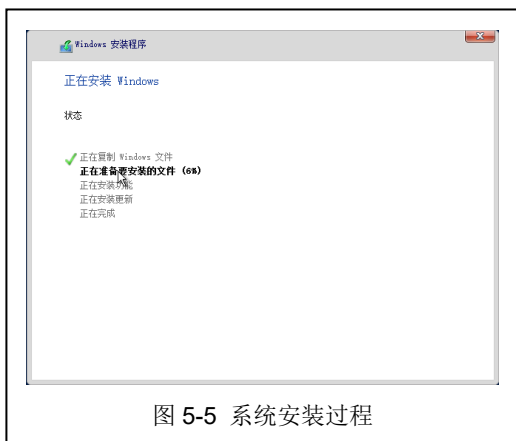 Windows 安装程序
正在安装 Windows
状态
正在复制 Windows 文件
正在准备要安装的文件 (6%)
正在安装功能
正在安装更新
正在完成
图 5-5 系统安装过程